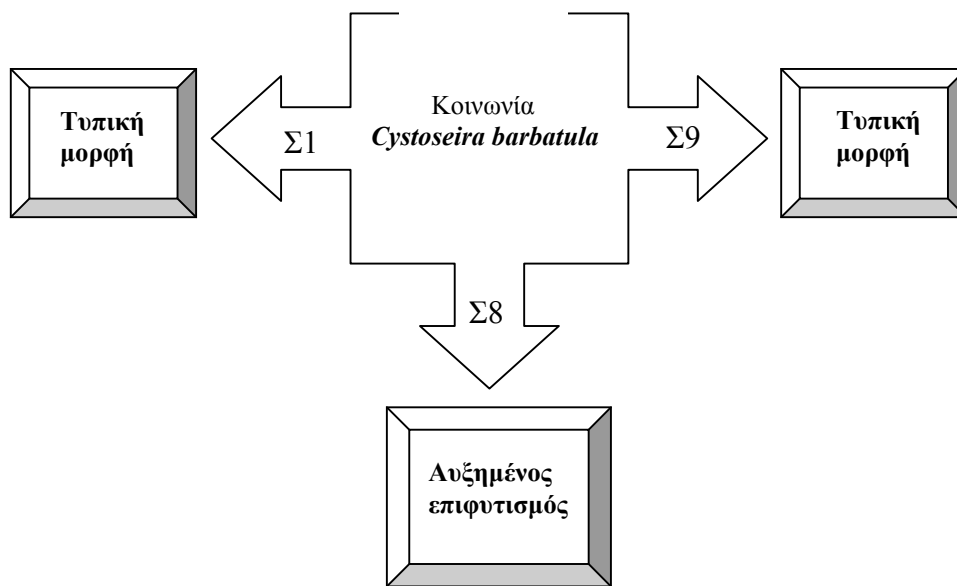 Κοινωνία
Cystoseira barbatula
Τυπική
μορφή
Σ1
Σ9
Τυπική
μορφή
Σ8
Αυξημένος
επιφυτισμός